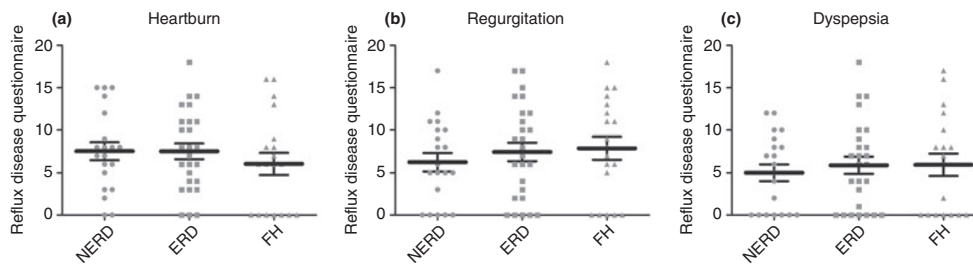 (a) Heartburn
Reflux disease questionnaire
20
15
10
5
0
NERD
ERD
FH
(b) Regurgitation
Reflux disease questionnaire
20
15
10
5
0
NERD
ERD
FH
(c) Dyspepsia
Reflux disease questionnaire
20
15
10
5
0
NERD
ERD
FH